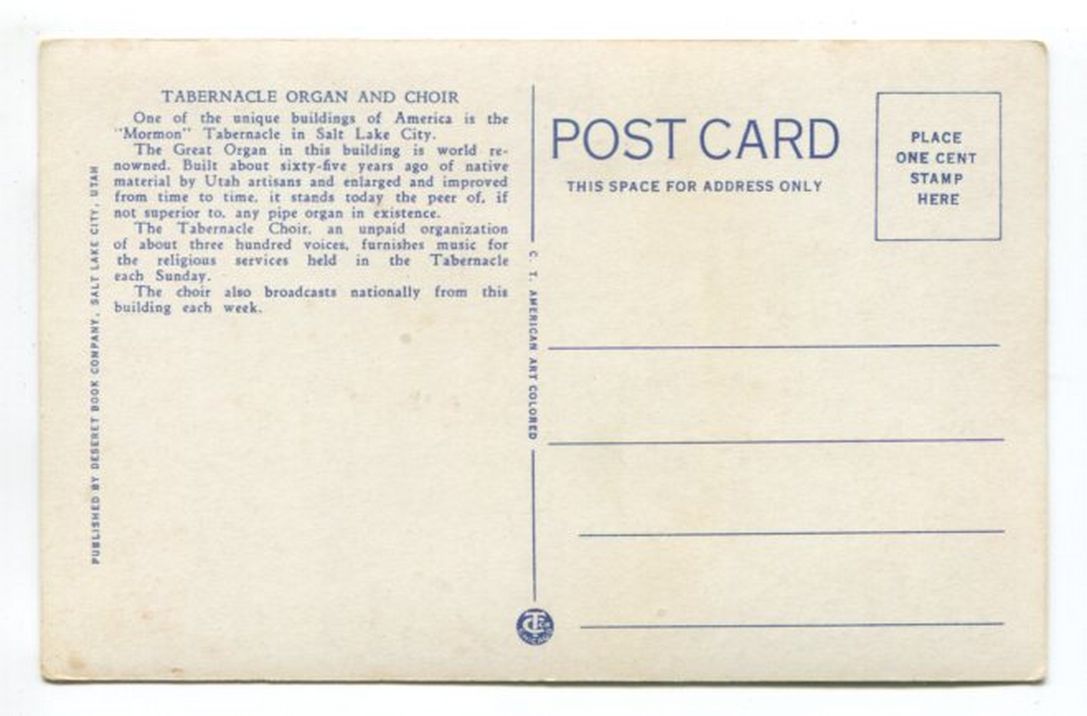 TABERNACLE ORGAN AND CHOIR
One of the unique buildings of America is the
"Mormon" Tabernacle in Salt Lake City.
The Great Organ in this building is world re-
nowned. Built about sixty-five years ago of native
material by Utah artisans and enlarged and improved
from time to time, it stands today the peer of, if
not superior to, any pipe organ in existence.
The Tabernacle Choir, an unpaid organization
of about three hundred voices, furnishes music for
the religious services held in the Tabernacle
each Sunday.
The choir also broadcasts nationally from this
building each week.
PUBLISHED BY DESERET BOOK COMPANY, SALT LAKE CITY, UTAH
C. T. AMERICAN ART COLORED
POST CARD
THIS SPACE FOR ADDRESS ONLY
PLACE
ONE CENT
STAMP
HERE